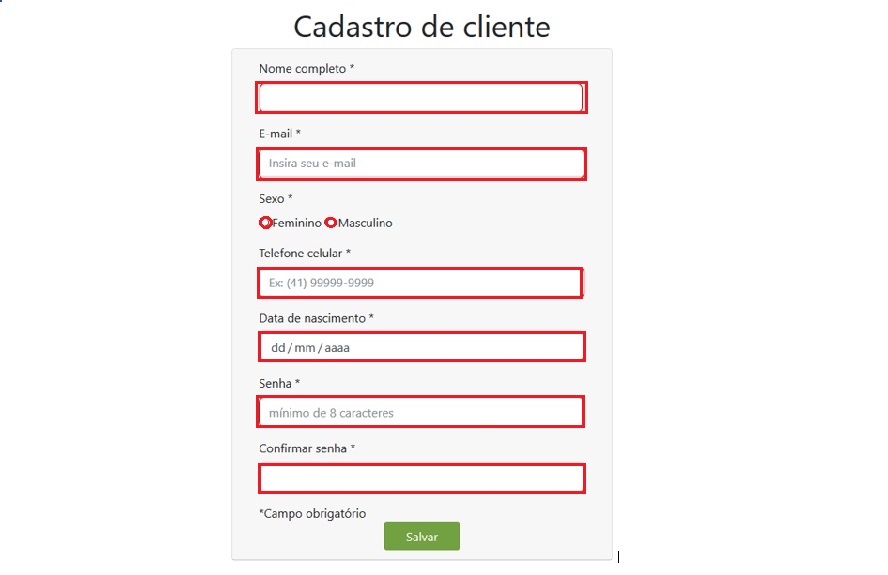 Cadastro de cliente
Nome completo *
E-mail *
Insira seu e-mail
Sexo *
Feminino Masculino
Telefone celular *
Ex: (41) 99999-9999
Data de nascimento *
dd / mm / aaaa
Senha *
mínimo de 8 caracteres
Confirmar senha *
*Campo obrigatório
Salvar